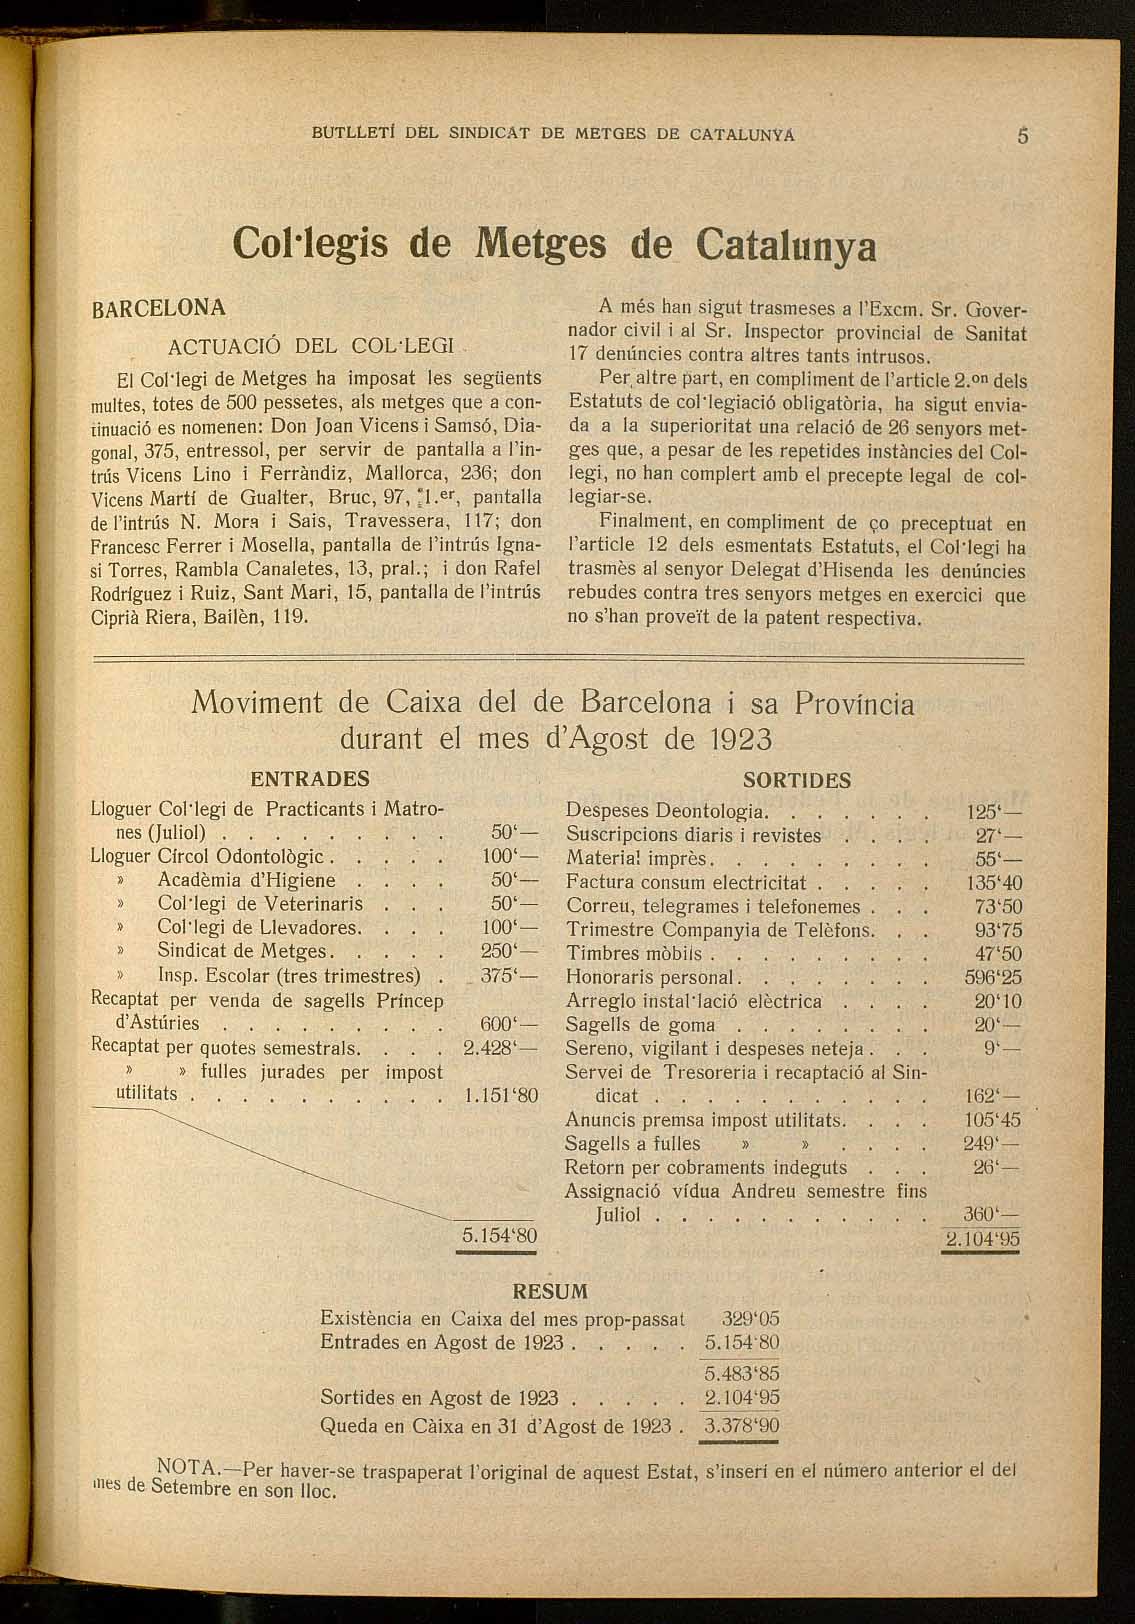 BUTLLETÍ DEL SINDICAT DE METGES DE CATALUNYA 5
Col·legis de Metges de Catalunya
BARCELONA
ACTUACIÓ DEL COL·LEGI
El Col·legi de Metges ha imposat les següents
multes, totes de 500 pessetes, als metges que a con-
tinuació es nomenen: Don Joan Vicens i Samsó, Dia-
gonal, 375, entressol, per servir de pantalla a l'in-
trús Vicens Lino i Ferràndiz, Mallorca, 236; don
Vicens Martí de Gualter, Bruc, 97, 1.er, pantalla
de l'intrús N. Mora i Sais, Travessera, 117; don
Francesc Ferrer i Mosella, pantalla de l'intrús Igna-
si Torres, Rambla Canaletes, 13, pral.; i don Rafel
Rodríguez i Ruiz, Sant Mari, 15, pantalla de l'intrús
Ciprià Riera, Bailèn, 119.
A més han sigut trasmeses a l'Excm. Sr. Gover-
nador civil i al Sr. Inspector provincial de Sanitat
17 denúncies contra altres tants intrusos.
Per altre part, en compliment de l'article 2.on dels
Estatuts de col·legiació obligatòria, ha sigut envia-
da a la superioritat una relació de 26 senyors met-
ges que, a pesar de les repetides instàncies del Col-
legi, no han complert amb el precepte legal de col-
legiar-se.
Finalment, en compliment de ço preceptuat en
l'article 12 dels esmentats Estatuts, el Col·legi ha
trasmès al senyor Delegat d'Hisenda les denúncies
rebudes contra tres senyors metges en exercici que
no s'han proveït de la patent respectiva.
Moviment de Caixa del de Barcelona i sa Província
durant el mes d'Agost de 1923
ENTRADES
Lloguer Col·legi de Practicants i Matro-
nes (Juliol) . . . . . . . . . 50‘—
Lloguer Círcol Odontològic . . . . . 100‘—
» Acadèmia d'Higiene . . . . 50‘—
» Col·legi de Veterinaris . . . 50‘—
» Col·legi de Llevadores. . . . 100‘—
» Sindicat de Metges. . . . . 250‘—
» Insp. Escolar (tres trimestres) . 375‘—
Recaptat per venda de sagells Príncep
d'Astúries . . . . . . . . . 600‘—
Recaptat per quotes semestrals. . . . 2.428‘—
» » fulles jurades per impost
utilitats . . . . . . . . . . 1.151‘80
5.154‘80
SORTIDES
Despeses Deontologia. . . . . . . 125‘—
Suscripcions diaris i revistes . . . . 27‘—
Material imprès. . . . . . . . . 55‘—
Factura consum electricitat . . . . . 135‘40
Correu, telegrames i telefonemes . . . 73‘50
Trimestre Companyia de Telèfons. . . 93‘75
Timbres mòbils . . . . . . . . . 47‘50
Honoraris personal. . . . . . . . 596‘25
Arreglo instal·lació elèctrica . . . . 20‘10
Sagells de goma . . . . . . . . 20‘—
Sereno, vigilant i despeses neteja . . . 9‘—
Servei de Tresoreria i recaptació al Sin-
dicat . . . . . . . . . . . 162‘—
Anuncis premsa impost utilitats. . . . 105‘45
Sagells a fulles » » . . . . 249‘—
Retorn per cobraments indeguts . . . 26‘—
Assignació vídua Andreu semestre fins
Juliol . . . . . . . . . . . 360‘—
2.104‘95
RESUM
Existència en Caixa del mes prop-passat 329‘05
Entrades en Agost de 1923 . . . . . 5.154‘80
5.483‘85
Sortides en Agost de 1923 . . . . . 2.104‘95
Queda en Càixa en 31 d'Agost de 1923 . 3.378‘90
NOTA.—Per haver-se traspaperat l'original de aquest Estat, s'inserí en el número anterior el del
mes de Setembre en son lloc.